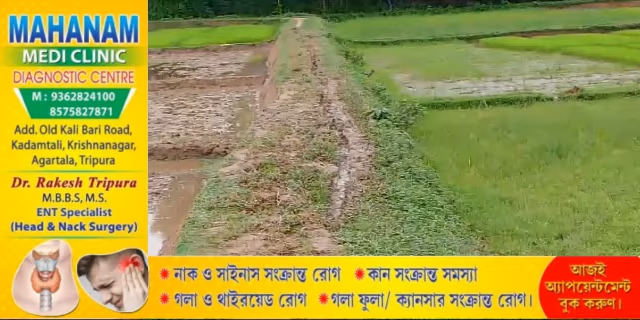 MAHANAM
MEDI CLINIC
DIAGNOSTIC CENTRE
M : 9362824100
8575827871
Add. Old Kali Bari Road,
Kadamtali, Krishnanagar,
Agartala, Tripura
Dr. Rakesh Tripura
M.B.B.S, M.S.
ENT Specialist
(Head & Nack Surgery)
* নাক ও সাইনাস সংক্রান্ত রোগ * কান সংক্রান্ত সমস্যা
* গলা ও থাইরয়েড রোগ * গলা ফুলা/ ক্যানসার সংক্রান্ত রোগ।
আজই
অ্যাপয়েন্টমেন্ট
বুক করুণ।